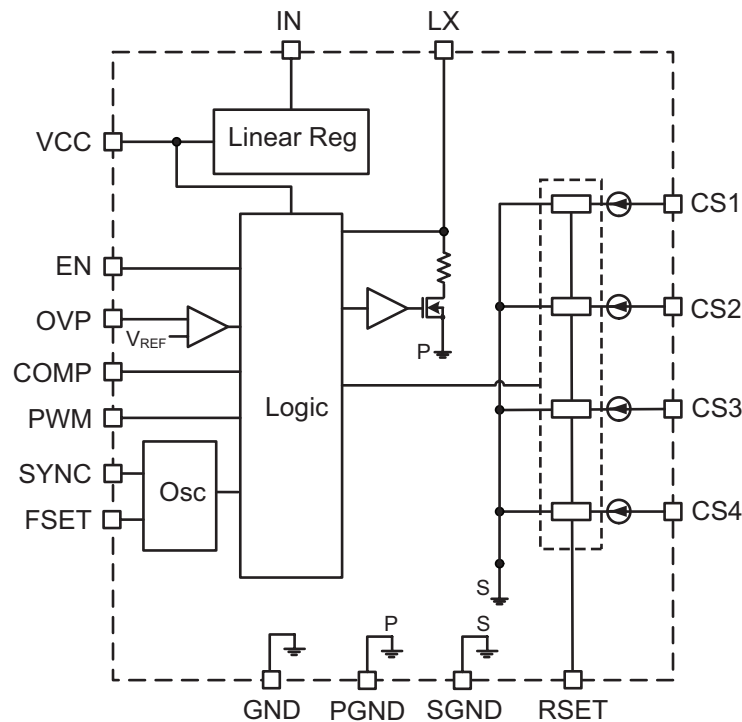 IN
LX
VCC
Linear Reg
CS1
EN
OVP
VREF
CS2
P
COMP
Logic
PWM
CS3
SYNC
Osc
FSET
CS4
S
P
S
GND
PGND
SGND
RSET